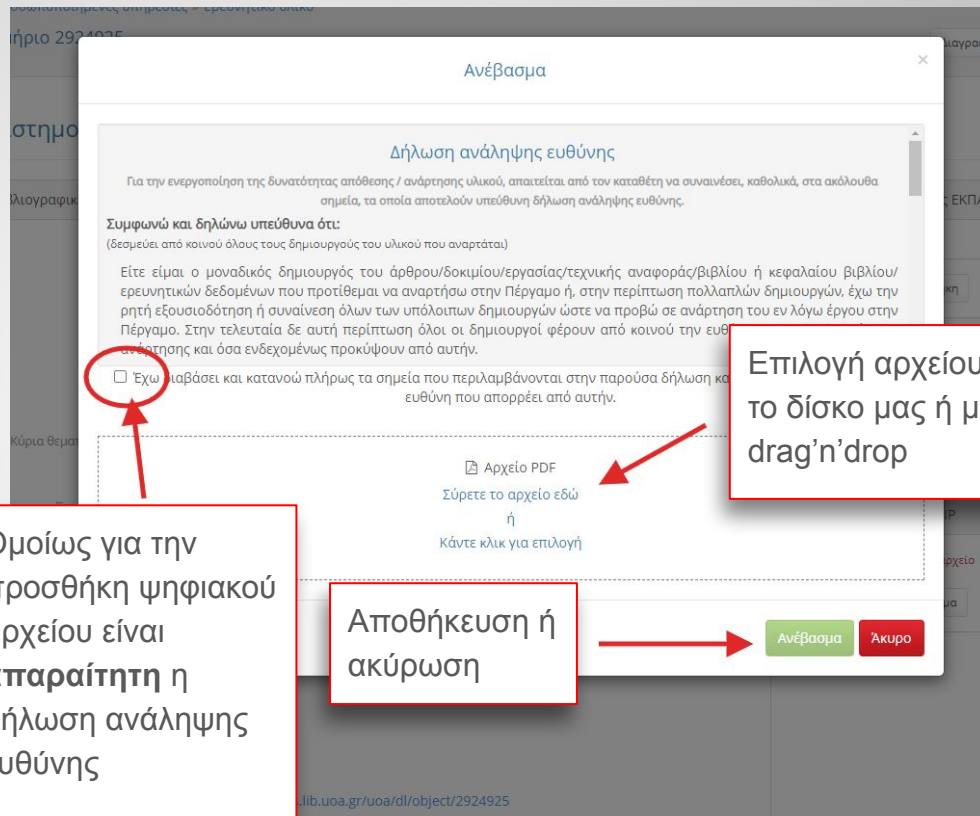 ήριο 2924925
Ανέβασμα
×
στημο
Δήλωση ανάληψης ευθύνης
Για την ενεργοποίηση της δυνατότητας απόθεσης / ανάρτησης υλικού, απαιτείται από τον καταθέτη να συναινέσει, καθολικά, στα ακόλουθα
σημεία, τα οποία αποτελούν υπεύθυνη δήλωση ανάληψης ευθύνης.
βλιογραφικ
ς ΕΚΠΑ
Συμφωνώ και δηλώνω υπεύθυνα ότι:
(δεσμεύει από κοινού όλους τους δημιουργούς του υλικού που αναρτάται)
Είτε είμαι ο μοναδικός δημιουργός του άρθρου/δοκιμίου/εργασίας/τεχνικής αναφοράς/βιβλίου ή κεφαλαίου βιβλίου/
ερευνητικών δεδομένων που προτίθεμαι να αναρτήσω στην Πέργαμο ή, στην περίπτωση πολλαπλών δημιουργών, έχω την
ρητή εξουσιοδότηση ή συναίνεση όλων των υπόλοιπων δημιουργών ώστε να προβώ σε ανάρτηση του εν λόγω έργου στην
Πέργαμο. Στην τελευταία δε αυτή περίπτωση όλοι οι δημιουργοί φέρουν από κοινού την ευθ
ανάρτησης και όσα ενδεχομένως προκύψουν από αυτήν.
Έχω διαβάσει και κατανοώ πλήρως τα σημεία που περιλαμβάνονται στην παρούσα δήλωση κα
ευθύνη που απορρέει από αυτήν.
Επιλογή αρχείου
το δίσκο μας ή μ
drag'n'drop
Κύρια θεματ
Αρχείο PDF
Σύρετε το αρχείο εδώ
ή
Κάντε κλικ για επιλογή
Ομοίως για την
προσθήκη ψηφιακού
αρχείου είναι
απαραίτητη η
δήλωση ανάληψης
ευθύνης
Αποθήκευση ή
ακύρωση
Ανέβασμα
Άκυρο
.lib.uoa.gr/uoa/dl/object/2924925